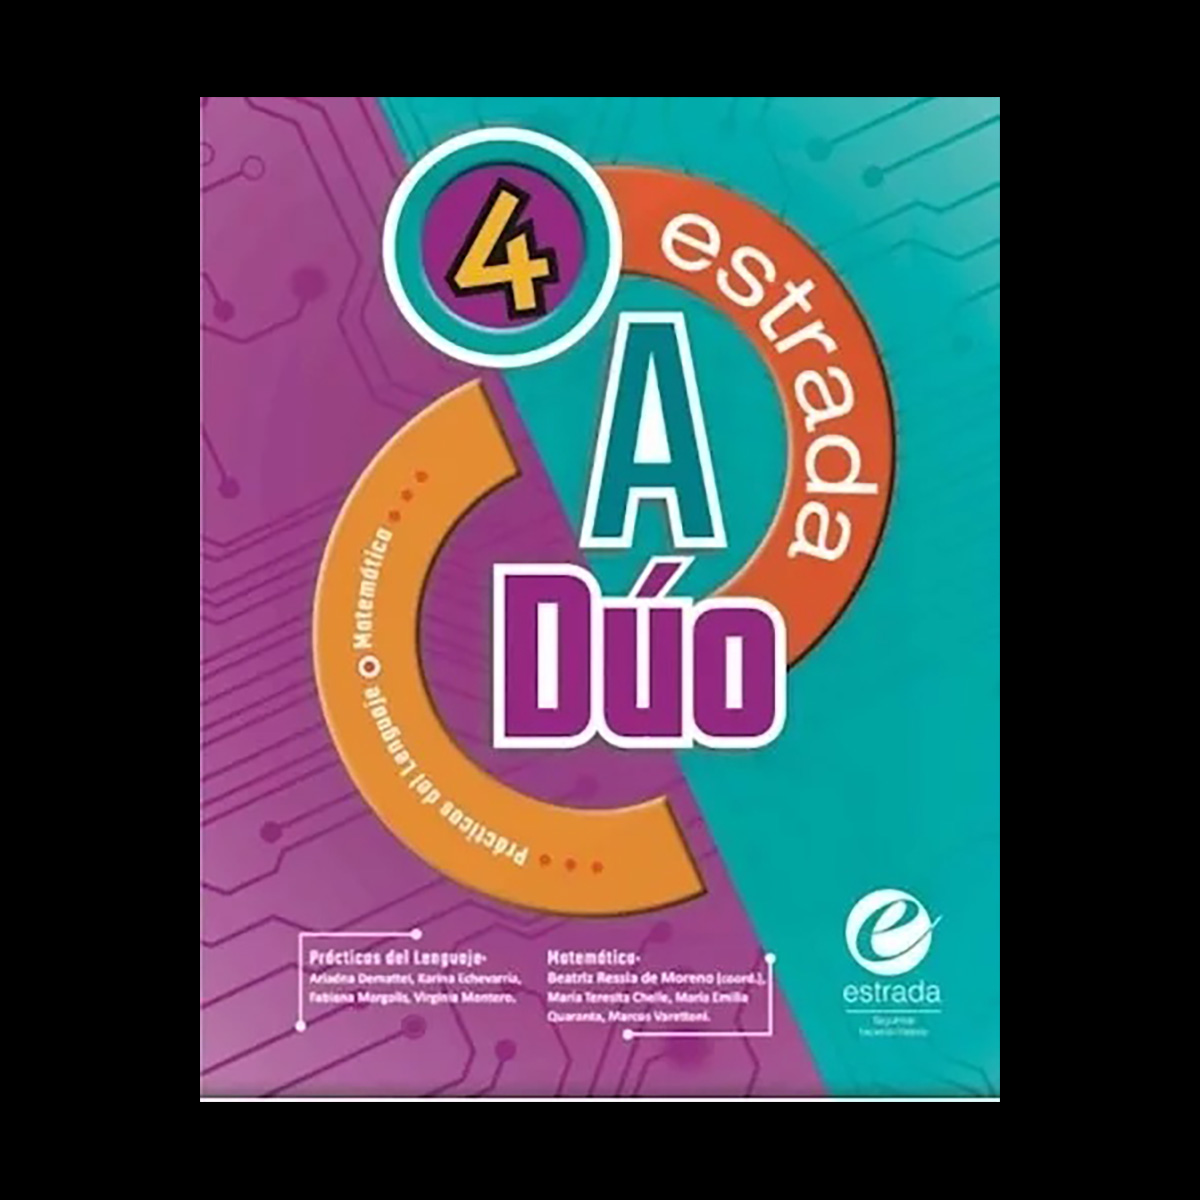 4
estrada
A
Dúo
Prácticas del Lenguaje
Matemática
Prácticas del Lenguaje:
Ariadna Demattei, Karina Echevarría,
Fabiana Margolis, Virginia Montero.
Matemática:
Beatriz Ressia de Moreno (coord.),
María Teresita Chelle, María Emilia
Quaranta, Marcos Varettoni.
estrada